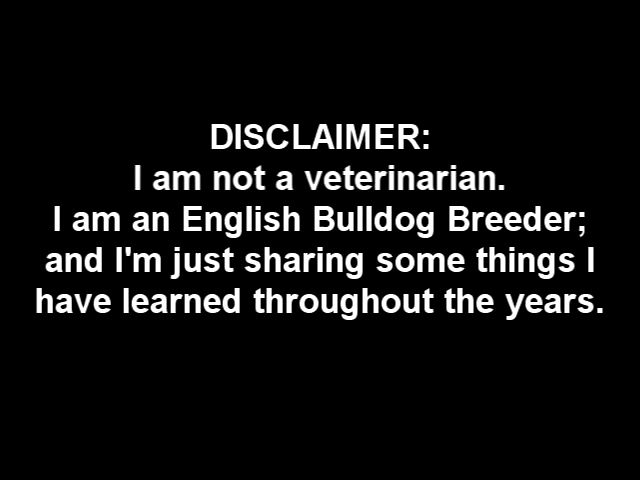 DISCLAIMER:
I am not a veterinarian.
I am an English Bulldog Breeder;
and I'm just sharing some things I
have learned throughout the years.